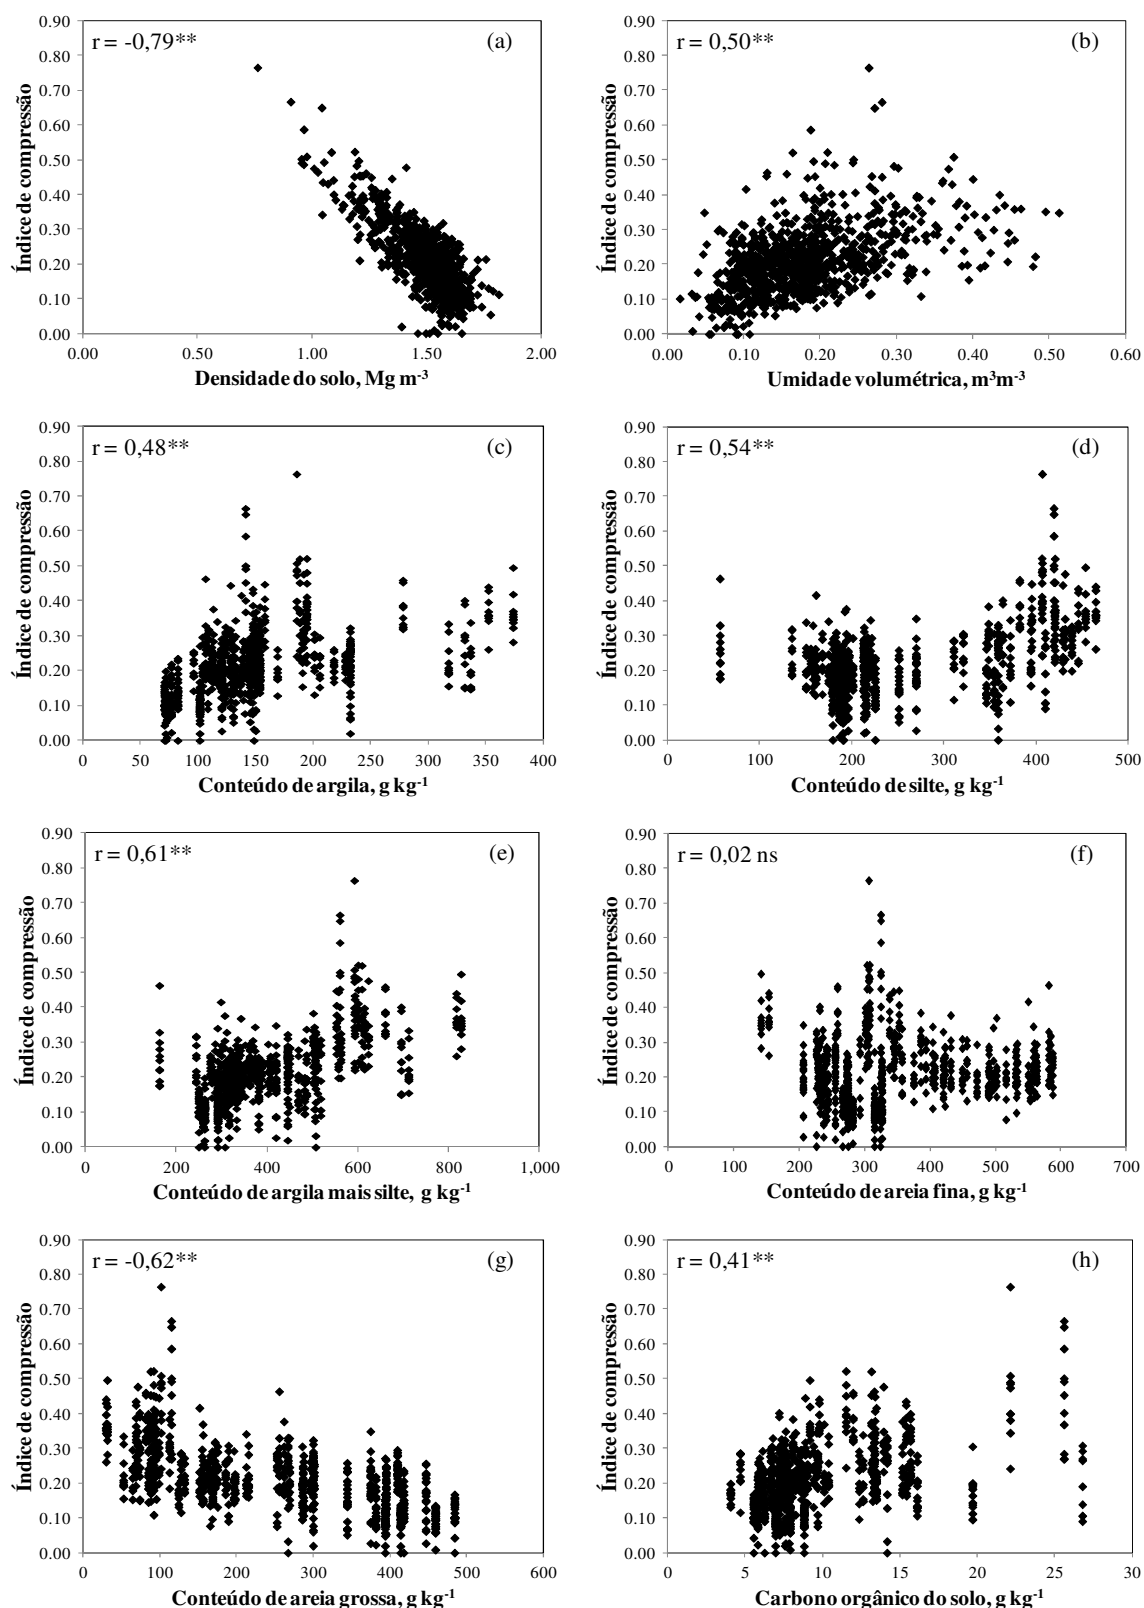 0.90
0.80
0.70
0.60
0.50
0.40
0.30
0.20
0.10
0.00
Índice de compressão
r = -0,79**
(a)
0.00 0.50 1.00 1.50 2.00
Densidade do solo, Mg m-3
0.90
0.80
0.70
0.60
0.50
0.40
0.30
0.20
0.10
0.00
Índice de compressão
r = 0,50**
(b)
0.00 0.10 0.20 0.30 0.40 0.50 0.60
Umidade volumétrica, m³m-3
0.90
0.80
0.70
0.60
0.50
0.40
0.30
0.20
0.10
0.00
Índice de compressão
r = 0,48**
(c)
0 50 100 150 200 250 300 350 400
Conteúdo de argila, g kg-1
0.90
0.80
0.70
0.60
0.50
0.40
0.30
0.20
0.10
0.00
Índice de compressão
r = 0,54**
(d)
0 100 200 300 400 500
Conteúdo de silte, g kg-1
0.90
0.80
0.70
0.60
0.50
0.40
0.30
0.20
0.10
0.00
Índice de compressão
r = 0,61**
(e)
0 200 400 600 800 1,000
Conteúdo de argila mais silte, g kg-1
0.90
0.80
0.70
0.60
0.50
0.40
0.30
0.20
0.10
0.00
Índice de compressão
r = 0,02 ns
(f)
0 100 200 300 400 500 600 700
Conteúdo de areia fina, g kg-1
0.90
0.80
0.70
0.60
0.50
0.40
0.30
0.20
0.10
0.00
Índice de compressão
r = -0,62**
(g)
0 100 200 300 400 500 600
Conteúdo de areia grossa, g kg-1
0.90
0.80
0.70
0.60
0.50
0.40
0.30
0.20
0.10
0.00
Índice de compressão
r = 0,41**
(h)
0 5 10 15 20 25 30
Carbono orgânico do solo, g kg-1